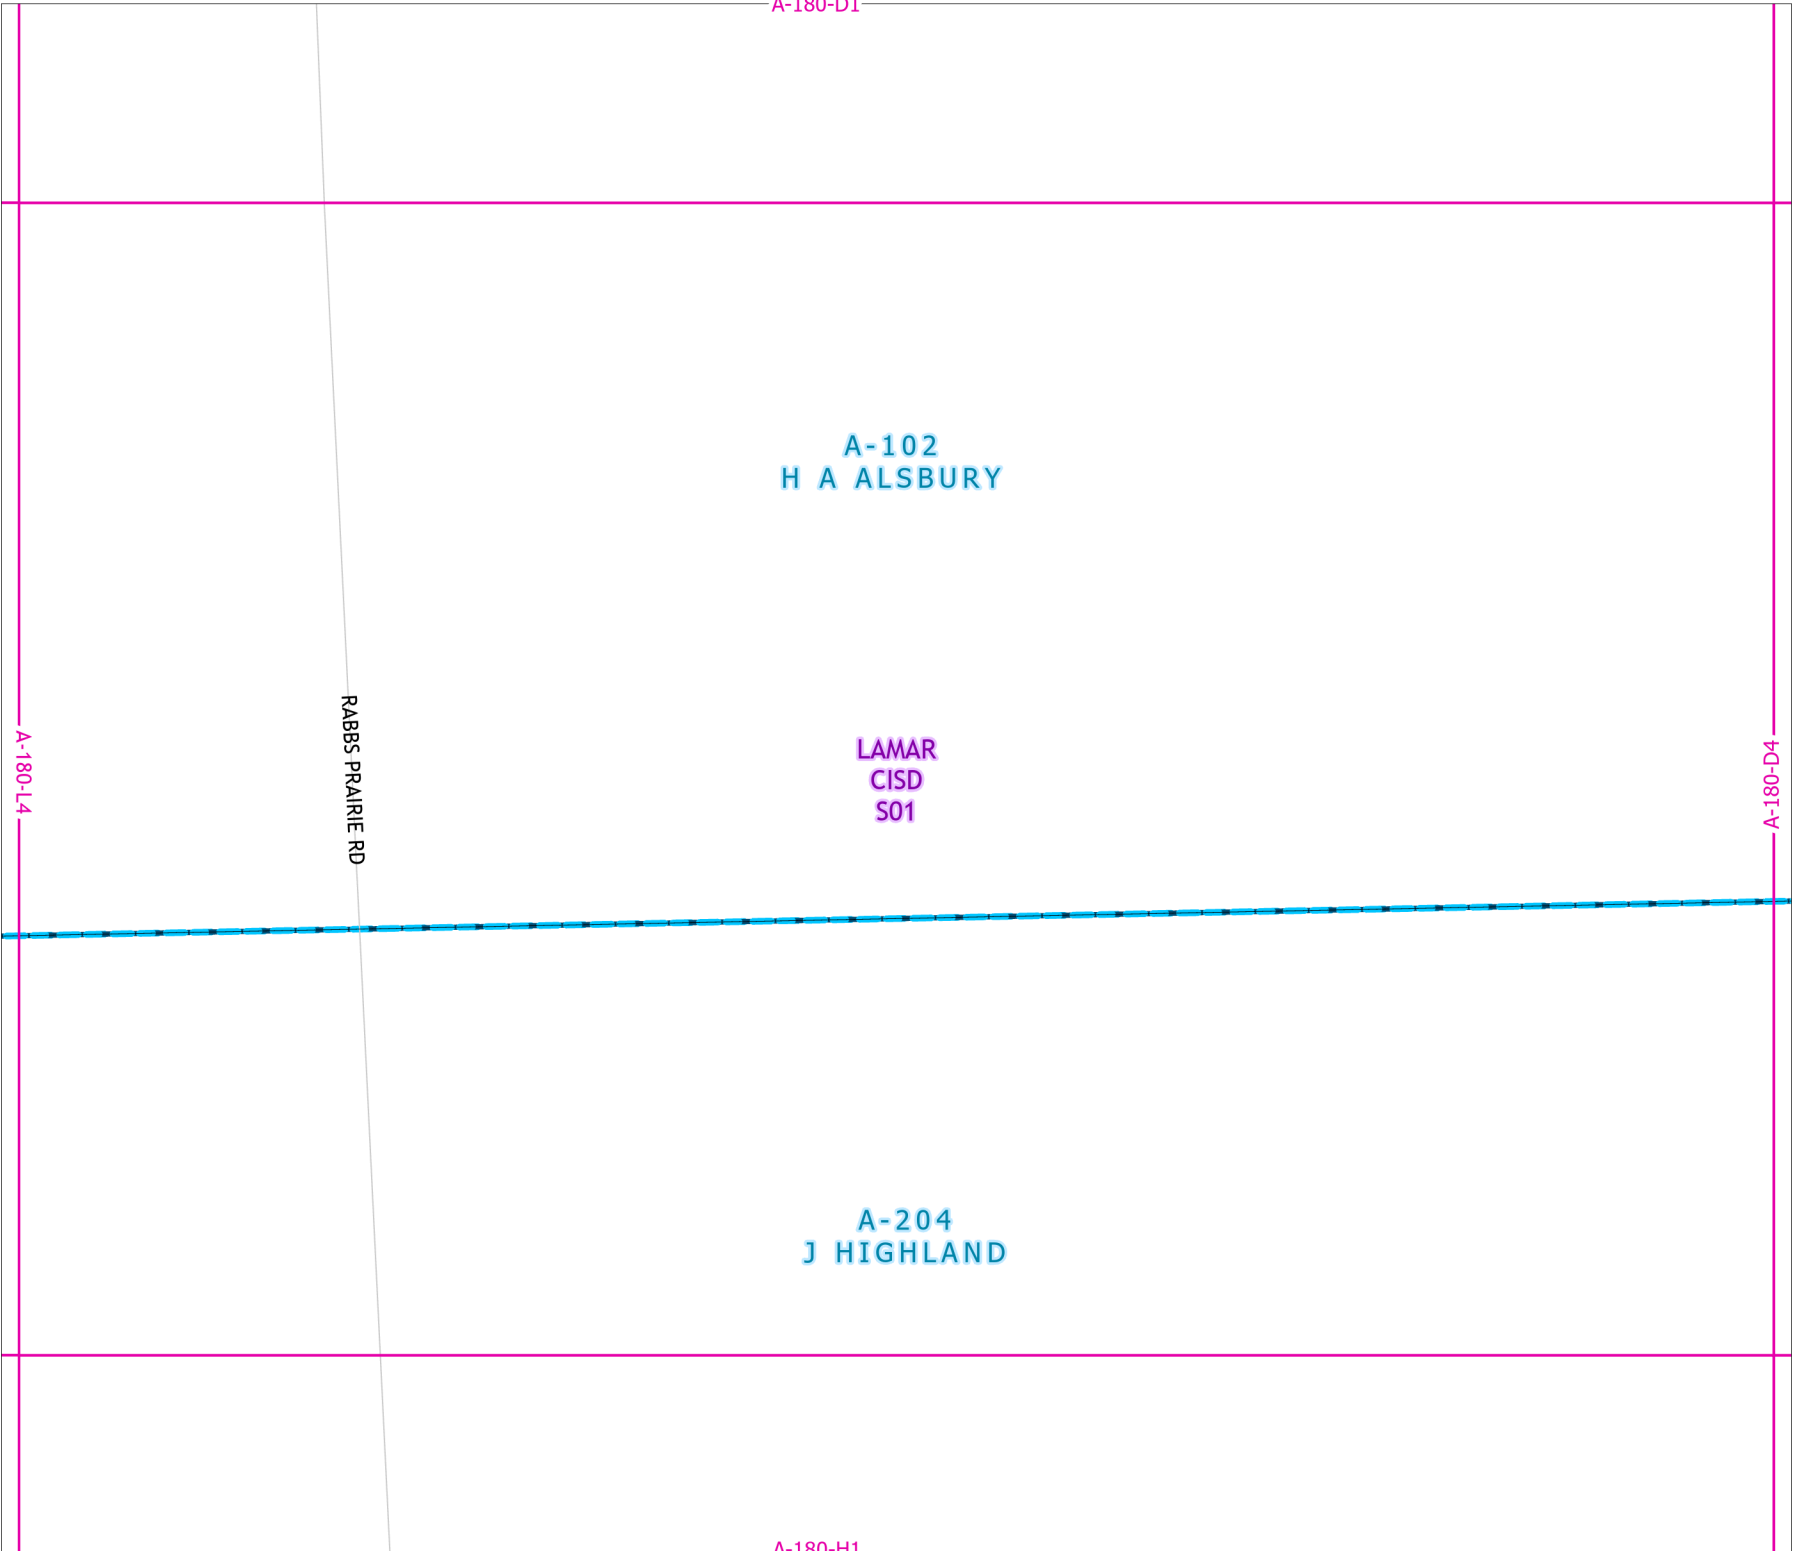 A-180-D1
A-102
H A ALSBURY
RABBS PRAIRIE RD
A-180-L4
LAMAR
CISD
S01
A-180-D4
A-204
J HIGHLAND
A-180-H1